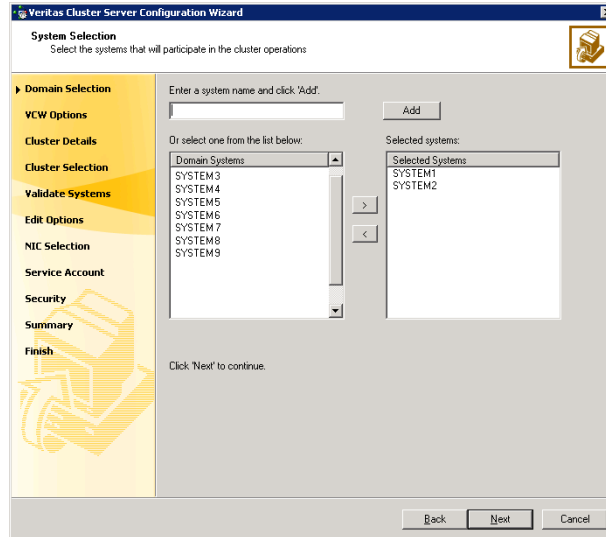 Veritas Cluster Server Configuration Wizard
System Selection
Select the systems that will participate in the cluster operations
Domain Selection
VCW Options
Cluster Details
Cluster Selection
Validate Systems
Edit Options
NIC Selection
Service Account
Security
Summary
Finish
Enter a system name and click 'Add'.
Add
Or select one from the list below:
Domain Systems
SYSTEM3
SYSTEM4
SYSTEM5
SYSTEM6
SYSTEM7
SYSTEM8
SYSTEM9
>
<
Selected systems:
Selected Systems
SYSTEM1
SYSTEM2
Click 'Next' to continue.
Back
Next
Cancel